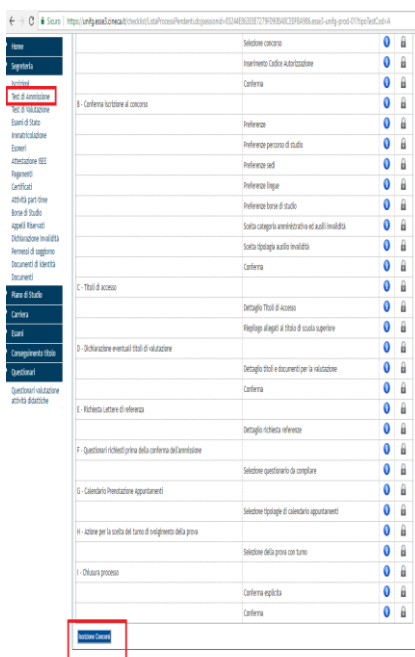 Sicuro | https://unifg.esse3.cineca.it/
Home
Segreteria
Iscrizioni
Test di Ammissione
Test di Valutazione
Esami di Stato
Immatricolazione
Esoneri
Attestazione ISEE
Pagamenti
Certificati
Attività part-time
Borse di Studio
Appelli Riservati
Dichiarazione Invalidità
Permessi di soggiorno
Documenti di identità
Documenti
Piano di Studio
Carriera
Esami
Conseguimento titolo
Questionari
Questionari valutazione
attività didattiche
Selezione concorso
Inserimento Codice Autorizzazione
Conferma
B - Conferma iscrizione al concorso
Preferenze
Preferenze percorso di studio
Preferenze sedi
Preferenze lingue
Preferenze borse di studio
Scelta categoria amministrativa ed ausili invalidità
Scelta tipologia ausilio invalidità
Conferma
C - Titoli di accesso
Dettaglio Titoli di Accesso
Riepilogo allegati al titolo di scuola superiore
D - Dichiarazione eventuali titoli di valutazione
Dettaglio titoli e documenti per la valutazione
Conferma
E - Richiesta Lettere di referenza
Dettaglio richiesta referenze
F - Questionari richiesti prima della conferma dell'ammissione
Selezione questionario da compilare
G - Calendario Prenotazione Appuntamenti
Selezione tipologie di calendario appuntamenti
H - Azione per la scelta del turno di svolgimento della prova
Selezione della prova con turno
I - Chiusura processo
Conferma esplicita
Conferma
Iscrizione Concorsi